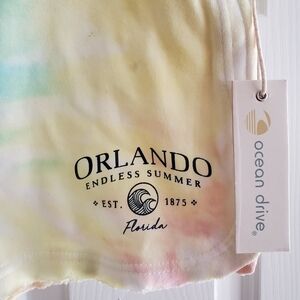 ORLANDO
ENDLESS SUMMER
EST. 1875
Florida
ocean drive®